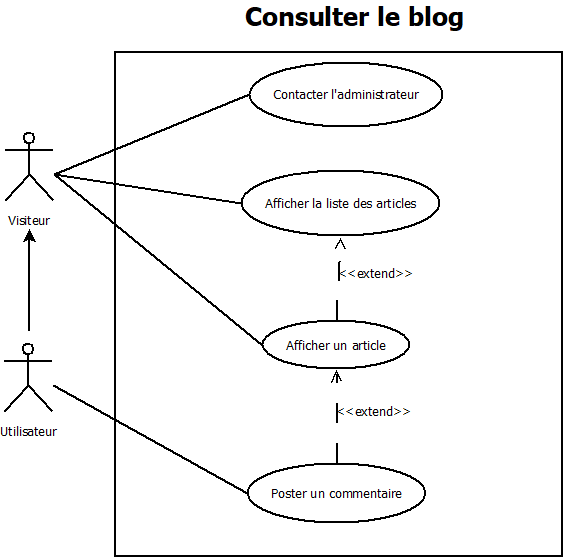 Consulter le blog
Contacter l'administrateur
Afficher la liste des articles
Visiteur
<<extend>>
Afficher un article
<<extend>>
Utilisateur
Poster un commentaire